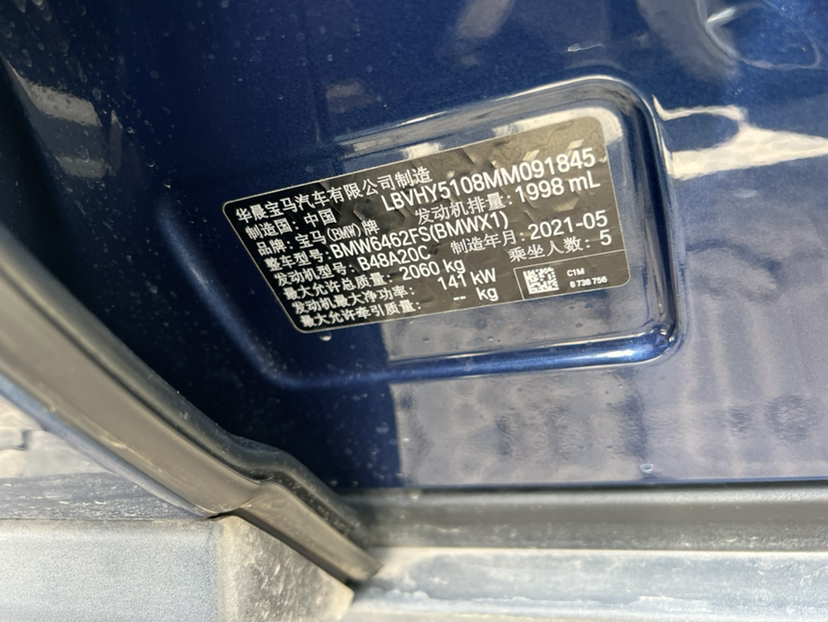 华晨宝马汽车有限公司制造
制造国：中国 LBVHY5108MM091845
品牌：宝马(BMW)牌 发动机排量：1998 mL
整车型号：BMW6462FS(BMWX1)
发动机型号：B48A20C 制造年月：2021-05
最大允许总质量：2060 kg 乘坐人数：5
发动机最大净功率：141 kW
最大允许牵引质量：-- kg
C1M
8 738 756